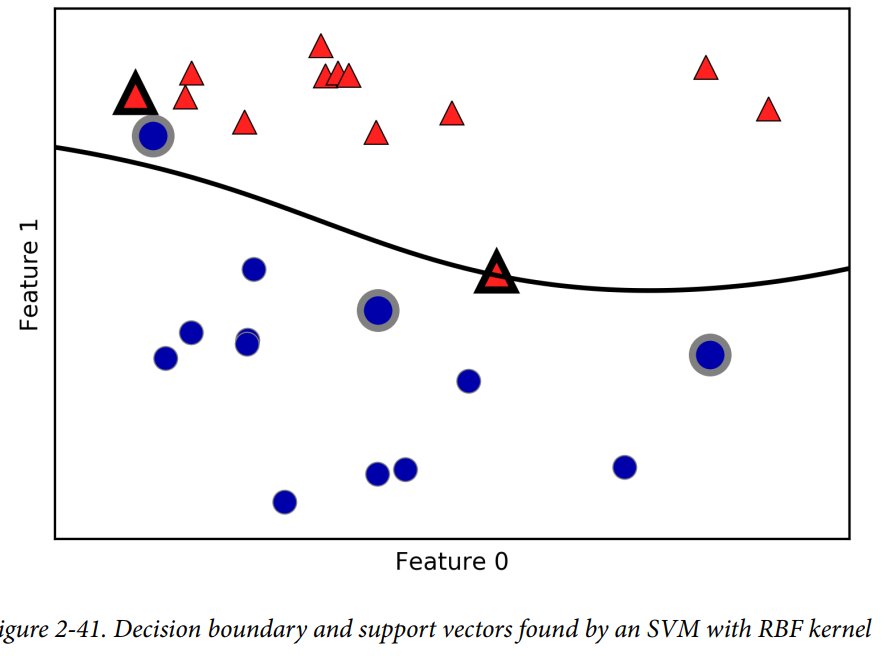 Feature 1
Feature 0
igure 2-41. Decision boundary and support vectors found by an SVM with RBF kernel